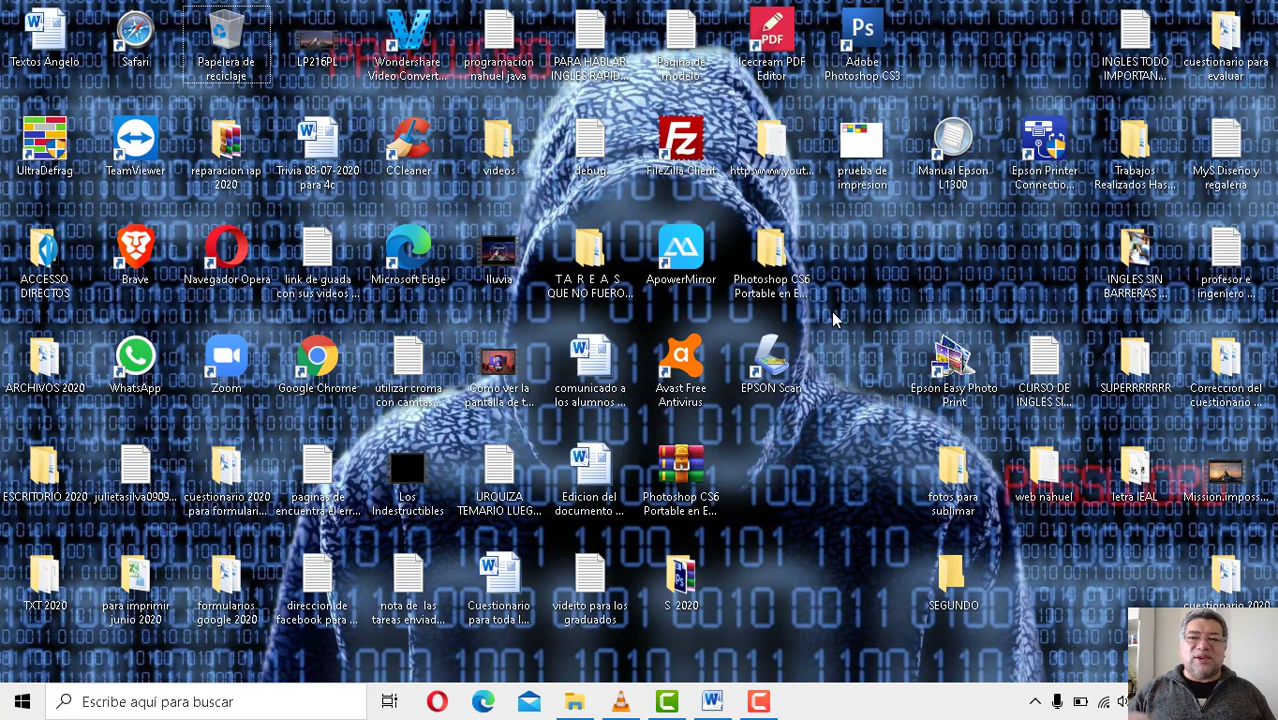 Textos Angelo
Safari
Papelera de
reciclaje
LP216PL
Wondershare
Video Convert...
programacion
nahuel java
PARA HABLAR
INGLES RAPID...
Pagina de
modelo
Icecream PDF
Editor
Adobe
Photoshop CS3
INGLES TODO
IMPORTAN...
cuestionario para
evaluar
UltraDefrag
TeamViewer
reparacion iap
2020
Trivia 08-07-2020
para 4c
CCleaner
videos
debug
FileZilla Client
httpswww.yout...
prueba de
impresion
Manual Epson
L1300
Epson Printer
Connectio...
Trabajos
Realizados Has...
MyS Diseño y
regaleria
ACCESSO
DIRECTOS
Brave
Navegador Opera
link de guada
con sus videos ...
Microsoft Edge
lluvia
T A R E A S
QUE NO FUERO...
ApowerMirror
Photoshop CS6
Portable en E...
INGLES SIN
BARRERAS ...
profesor e
ingeniero ...
ARCHIVOS 2020
WhatsApp
Zoom
Google Chrome
utilizar croma
con camtas...
Como ver la
pantalla de t...
comunicado a
los alumnos ...
Avast Free
Antivirus
EPSON Scan
Epson Easy Photo
Print
CURSO DE
INGLES SI...
SUPERRRRRRR
Correccion del
cuestionario ...
ESCRITORIO 2020
julietasilva0909...
cuestionario 2020
para formulari...
paginas de
encuentra el err...
Los
Indestructibles
URQUIZA
TEMARIO LUEG...
Edicion del
documento ...
Photoshop CS6
Portable en E...
fotos para
sublimar
web nahuel
letra IEAL
Mission.imposs...
TXT 2020
para imprimir
junio 2020
formularios
google 2020
direccion de
facebook para ...
nota de las
tareas enviad...
Cuestionario
para toda l...
videito para los
graduados
S 2020
SEGUNDO
cuestionario 2020
Escribe aquí para buscar